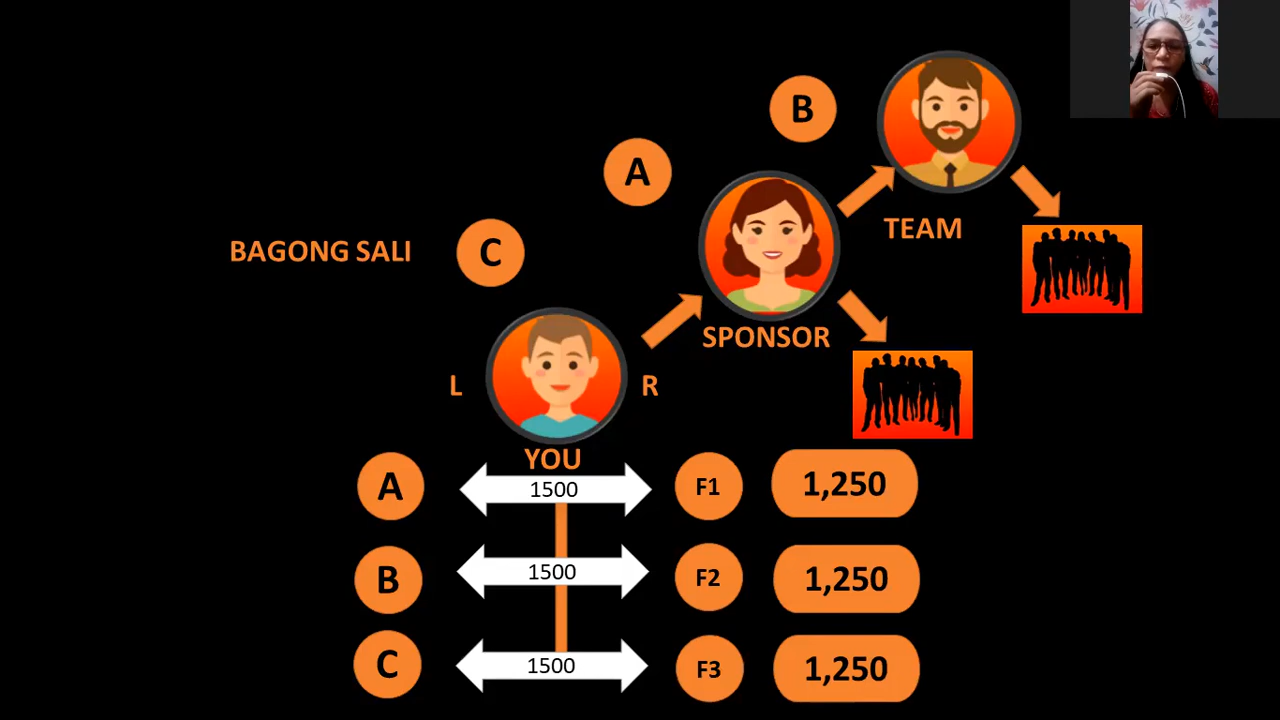 B
A
TEAM
BAGONG SALI
C
SPONSOR
L
R
YOU
A
1500
F1
1,250
B
1500
F2
1,250
C
1500
F3
1,250